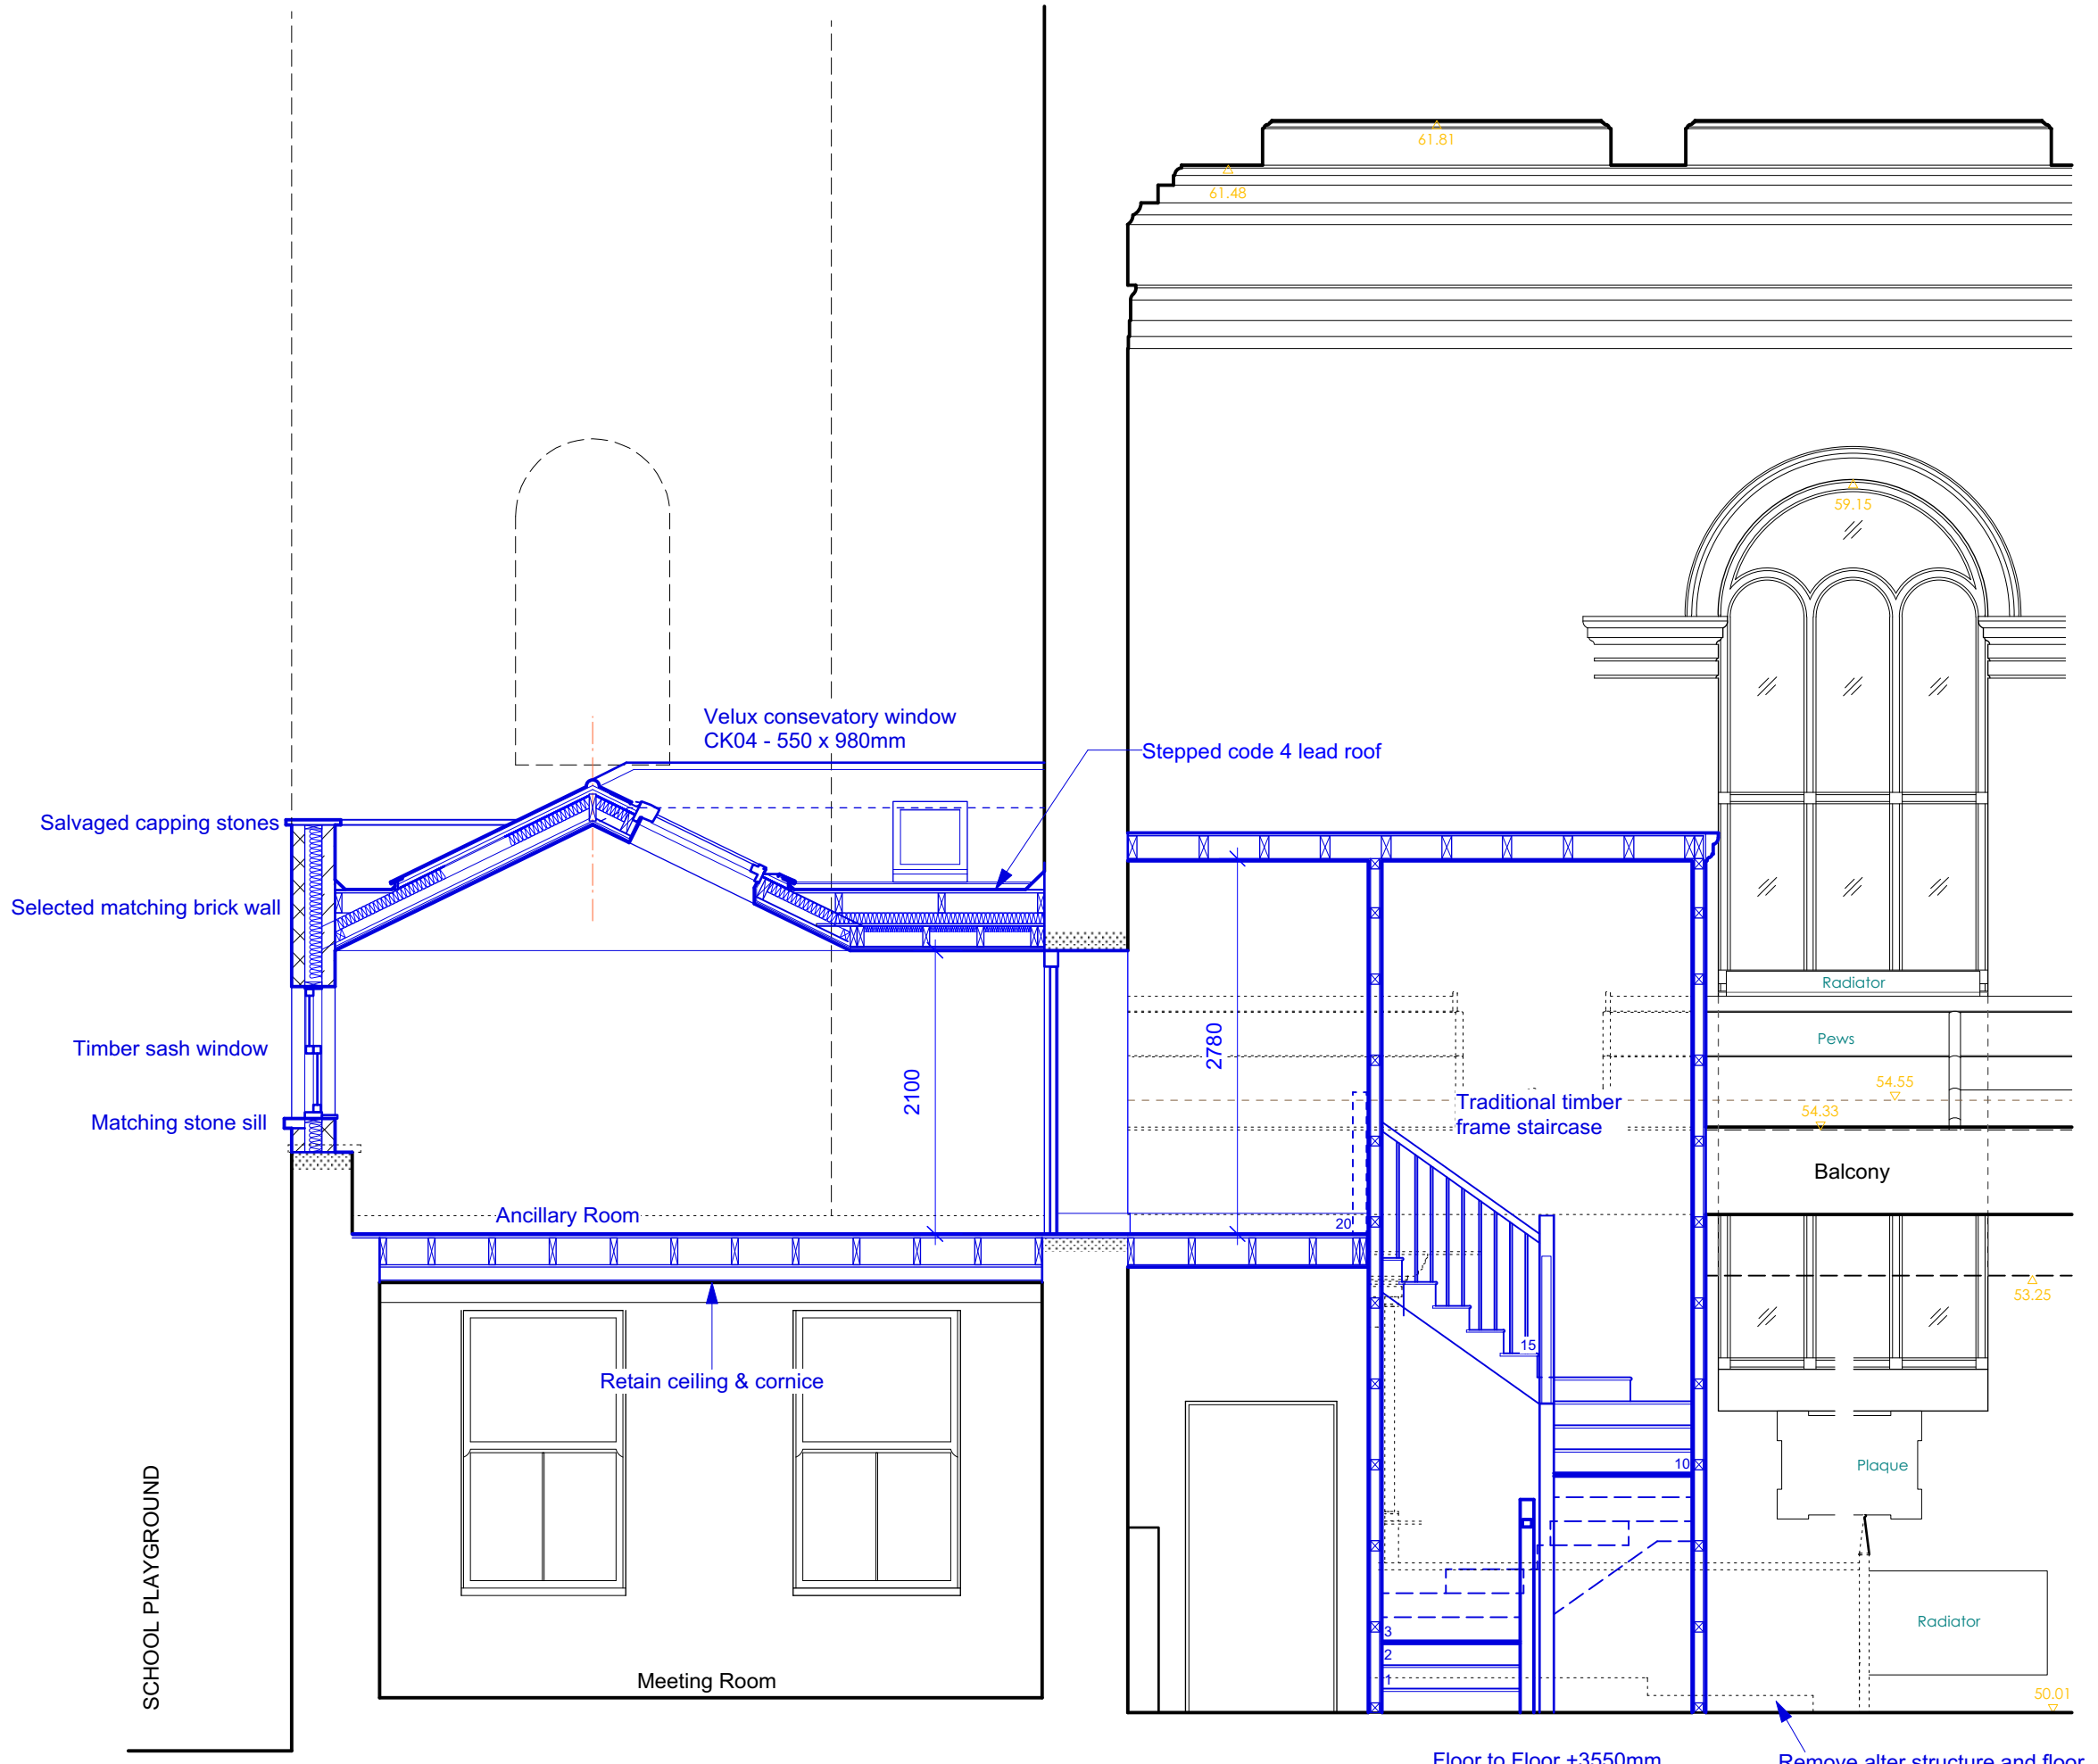 61.81
61.48
59.15
Velux consevatory window
CK04 - 550 x 980mm
Stepped code 4 lead roof
Salvaged capping stones
Selected matching brick wall
Radiator
Timber sash window
Pews
2100
2780
54.55
54.33
Traditional timber
frame staircase
Matching stone sill
Balcony
Ancillary Room
20
53.25
15
Retain ceiling & cornice
10
Plaque
SCHOOL PLAYGROUND
Radiator
3
2
1
Meeting Room
50.01
Floor to Floor +3550mm
Remove alter structure and floor